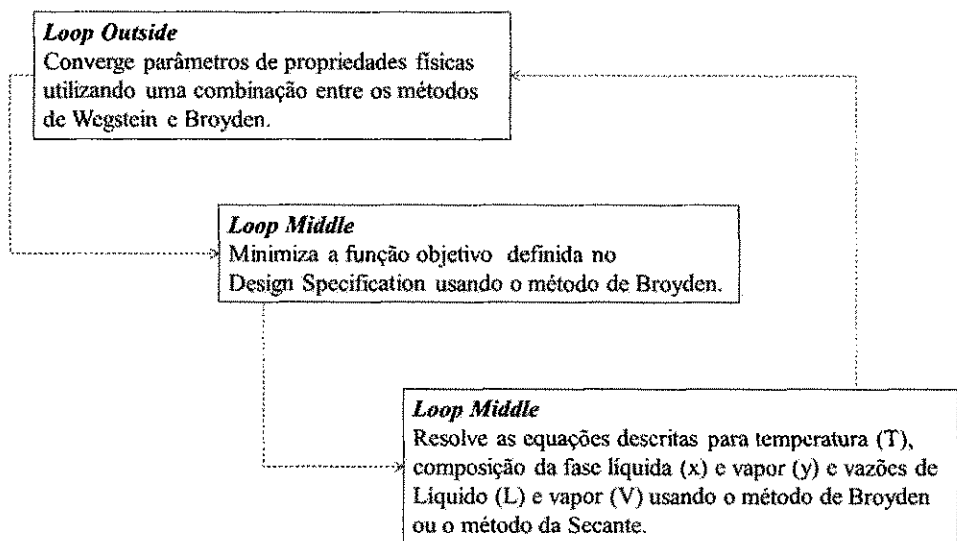 Loop Outside
Converge parâmetros de propriedades físicas
utilizando uma combinação entre os métodos
de Wegstein e Broyden.
Loop Middle
Minimiza a função objetivo definida no
Design Specification usando o método de Broyden.
Loop Middle
Resolve as equações descritas para temperatura (T),
composição da fase líquida (x) e vapor (y) e vazões de
Líquido (L) e vapor (V) usando o método de Broyden
ou o método da Secante.